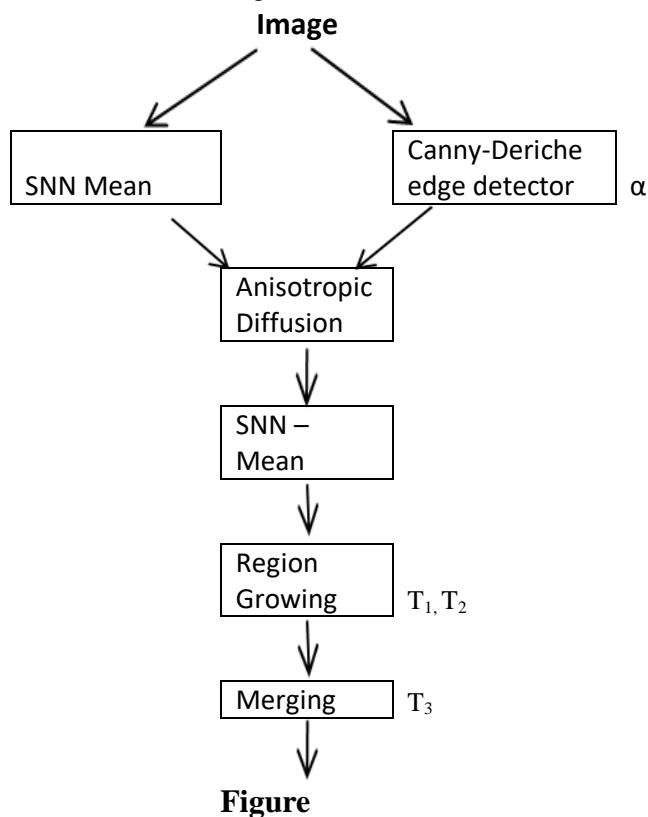 Image
SNN Mean
Canny-Deriche
edge detector
α
Anisotropic
Diffusion
SNN –
Mean
Region
Growing
T₁, T₂
Merging
T₃
Figure